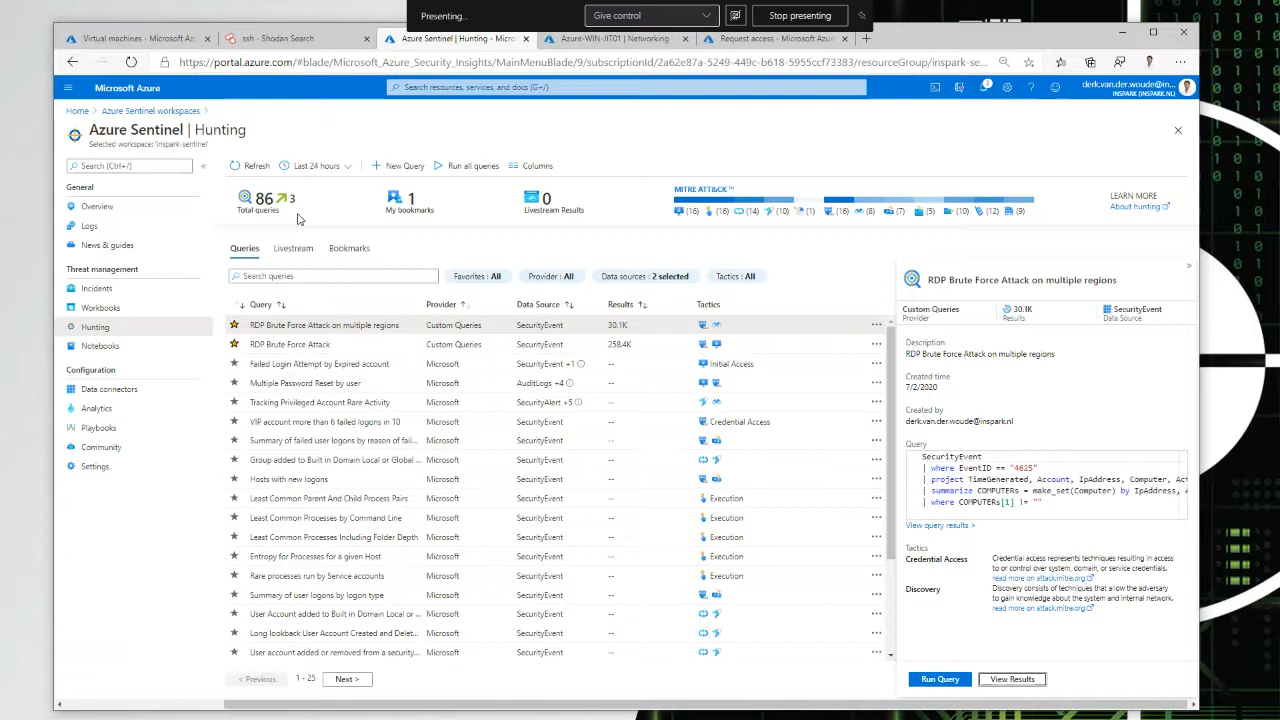 Presenting...
Give control
Stop presenting
Virtual machines - Microsoft Az
ssh - Shodan Search
Azure Sentinel | Hunting - Micro
Azure-WIN-JIT01 | Networking
Request access - Microsoft Azur
https://portal.azure.com/#blade/Microsoft_Azure_Security_Insights/MainMenuBlade/9/subscriptionId/2a62e87a-5249-449c-b618-5955ccf73383/resourceGroup/inspark-se...
Microsoft Azure
Search resources, services, and docs (G+/)
2
derk.van.der.woude@in...
INSPARK (INSPARK.NL)
Home > Azure Sentinel workspaces >
Azure Sentinel | Hunting
Selected workspace: 'inspark-sentinel'
Search (Ctrl+/)
«
General
Overview
Logs
News & guides
Threat management
Incidents
Workbooks
Hunting
Notebooks
Configuration
Data connectors
Analytics
Playbooks
Community
Settings
Refresh
Last 24 hours
New Query
Run all queries
Columns
86 3
Total queries
1
My bookmarks
0
Livestream Results
MITRE ATT&CK™
(16) (16) (14) (10) (1) (16) (8) (7) (5) (10) (12) (9)
LEARN MORE
About hunting
Queries
Livestream
Bookmarks
Search queries
Favorites : All
Provider : All
Data sources : 2 selected
Tactics : All
Query Provider Data Source Results Tactics
RDP Brute Force Attack on multiple regions Custom Queries SecurityEvent 30.1K ...
RDP Brute Force Attack Custom Queries SecurityEvent 258.4K ...
Failed Login Attempt by Expired account Microsoft SecurityEvent +1 -- Initial Access ...
Multiple Password Reset by user Microsoft AuditLogs +4 -- ...
Tracking Privileged Account Rare Activity Microsoft SecurityAlert +5 -- ...
VIP account more than 6 failed logons in 10 Microsoft SecurityEvent -- Credential Access ...
Summary of failed user logons by reason of fail... Microsoft SecurityEvent -- ...
Group added to Built in Domain Local or Global ... Microsoft SecurityEvent -- ...
Hosts with new logons Microsoft SecurityEvent -- ...
Least Common Parent and Child Process Pairs Microsoft SecurityEvent -- Execution ...
Least Common Processes by Command Line Microsoft SecurityEvent -- Execution ...
Least Common Processes Including Folder Depth Microsoft SecurityEvent -- Execution ...
Entropy for Processes for a given Host Microsoft SecurityEvent -- Execution ...
Rare processes run by Service accounts Microsoft SecurityEvent -- Execution ...
Summary of user logons by logon type Microsoft SecurityEvent -- ...
User Account added to Built in Domain Local or ... Microsoft SecurityEvent -- ...
Long lookback User Account Created and Delet... Microsoft SecurityEvent -- ...
User account added or removed from a security... Microsoft SecurityEvent -- ...
< Previous
1 - 25
Next >
»
RDP Brute Force Attack on multiple regions
Custom Queries
Provider
30.1K
Results
SecurityEvent
Data Source
Description
RDP Brute Force Attack on multiple regions
Created time
7/2/2020
Created by
derk.van.der.woude@inspark.nl
Query
SecurityEvent
| where EventID == "4625"
| project TimeGenerated, Account, IpAddress, Computer, Ac
| summarize COMPUTERs = make_set(Computer) by IpAddress, A
| where COMPUTERs[1] != ""
View query results >
Tactics
Credential Access
Credential access represents techniques resulting in access
to or control over system, domain, or service credentials.
read more on attack.mitre.org
Discovery
Discovery consists of techniques that allow the adversary
to gain knowledge about the system and internal network.
read more on attack.mitre.org
Run Query
View Results